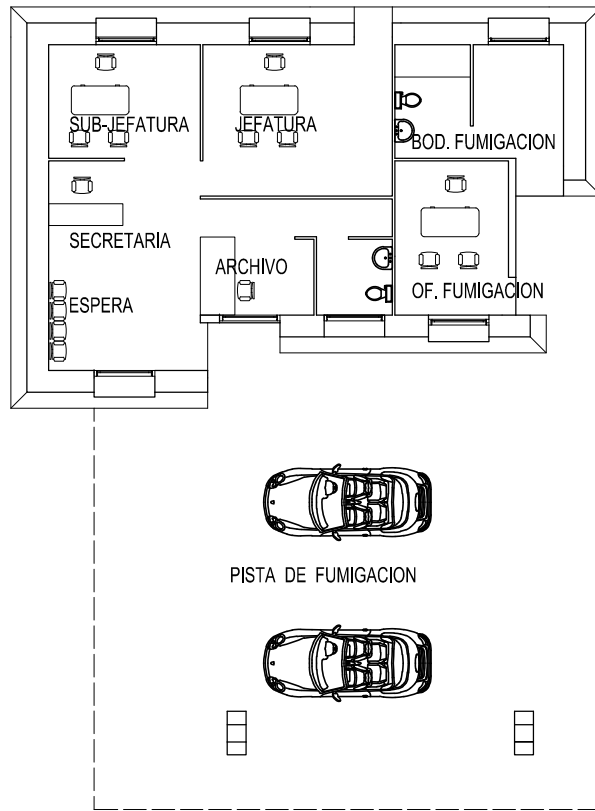 SUB-JEFATURA
JEFATURA
BOD. FUMIGACION
SECRETARIA
ARCHIVO
ESPERA
OF. FUMIGACION
PISTA DE FUMIGACION